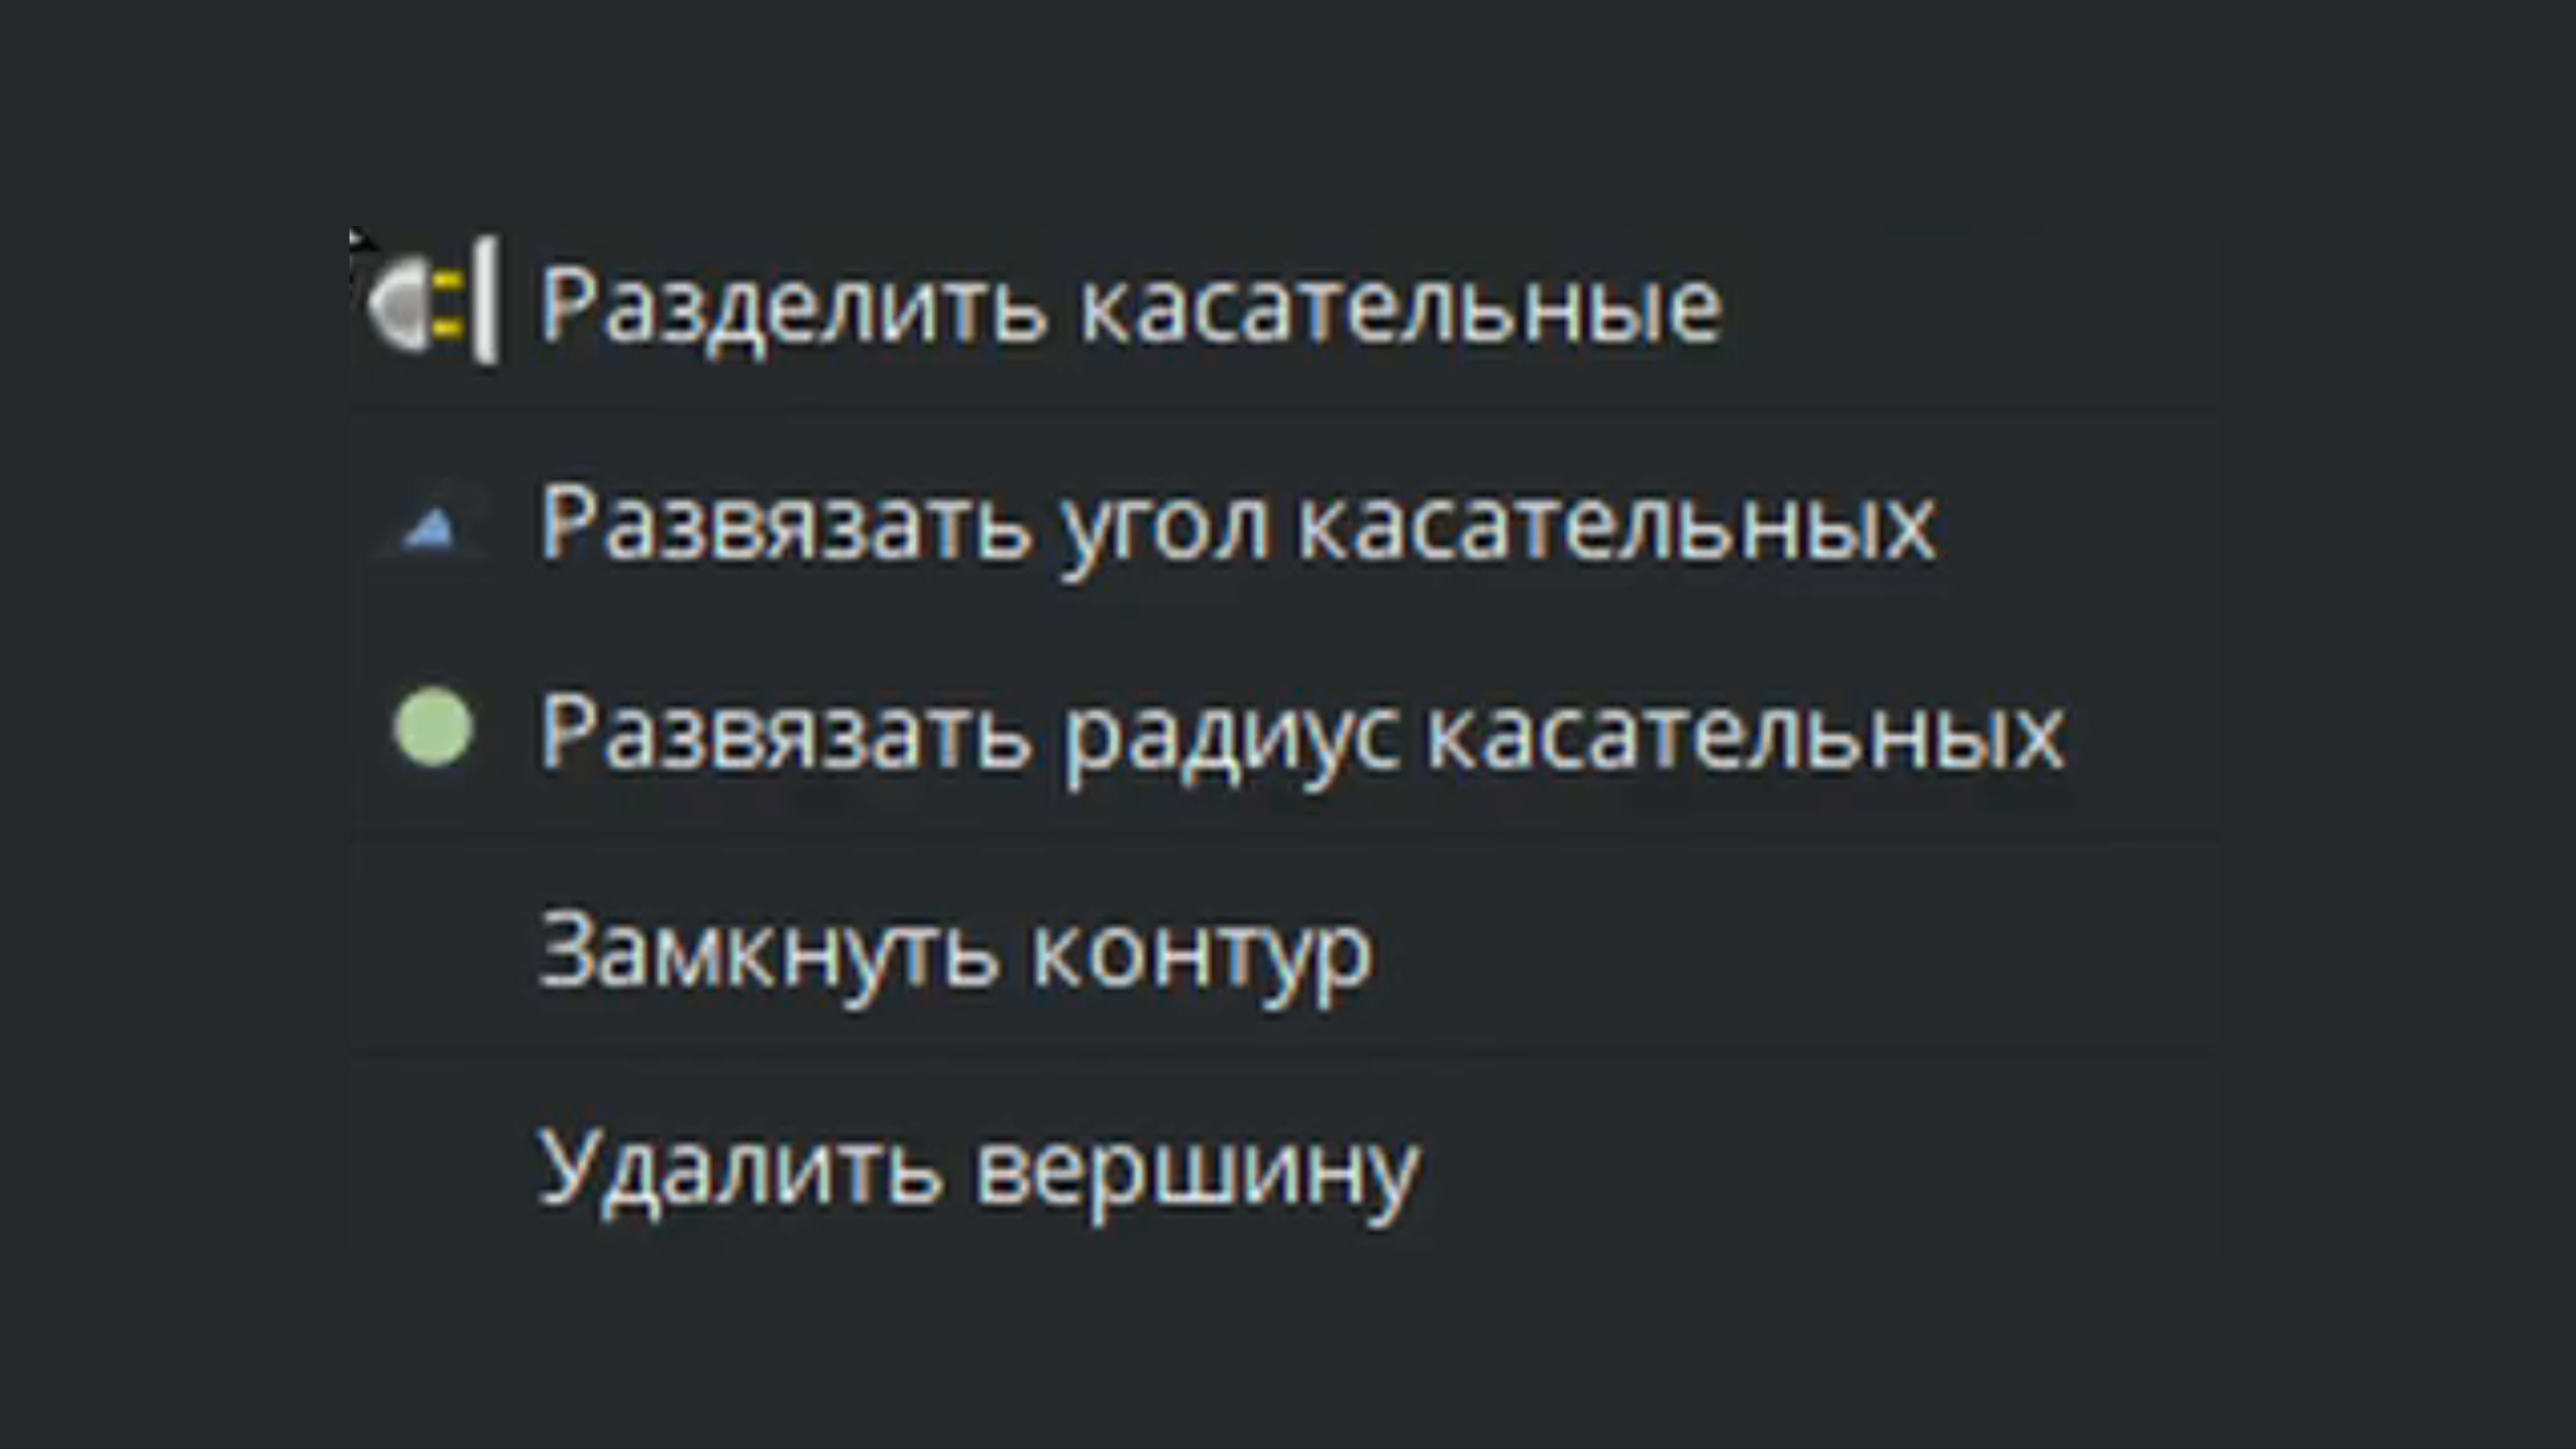 Разделить касательные
Развязать угол касательных
Развязать радиус касательных
Замкнуть контур
Удалить вершину